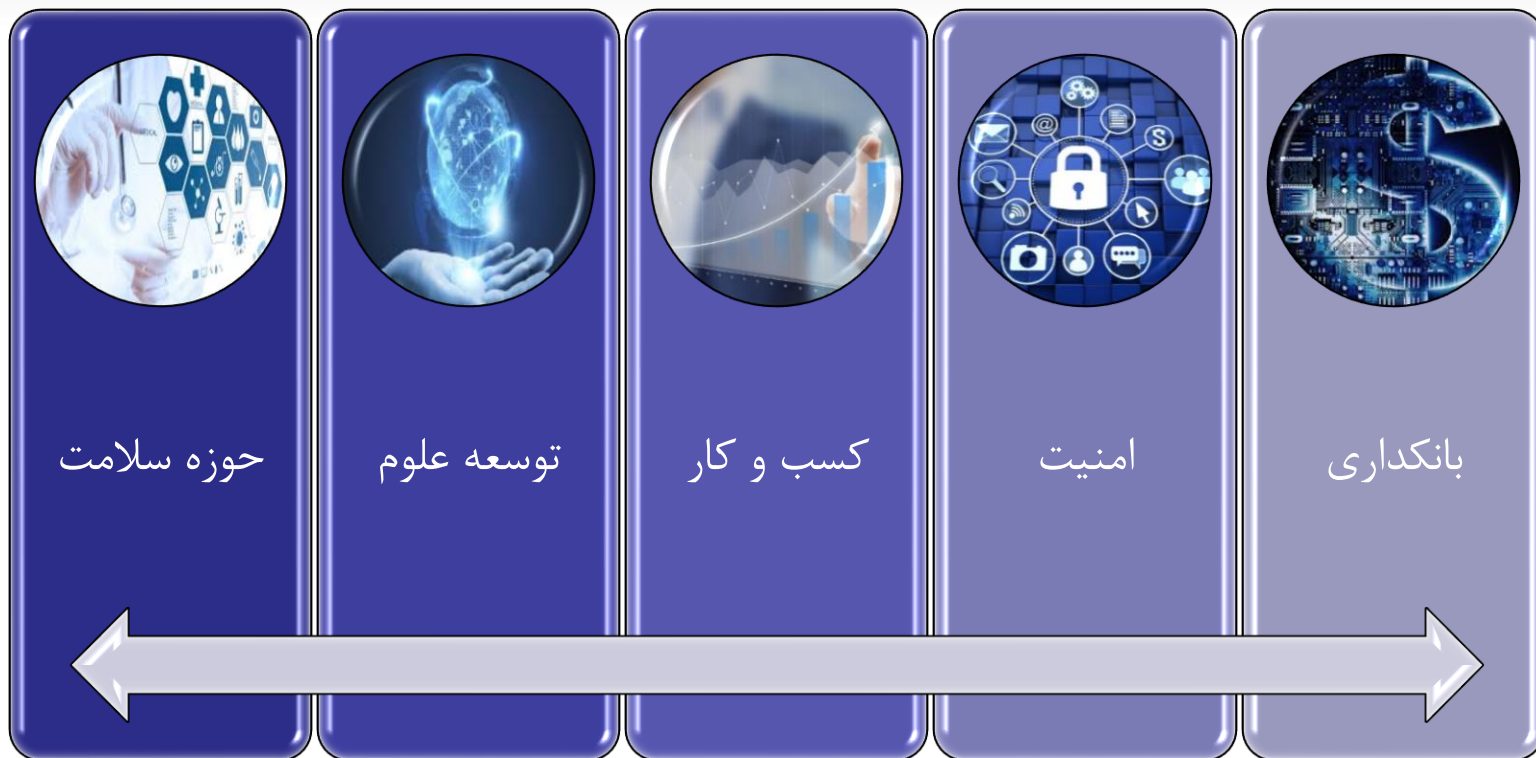 بانکداری
امنیت
کسب و کار
توسعه علوم
حوزه سلامت